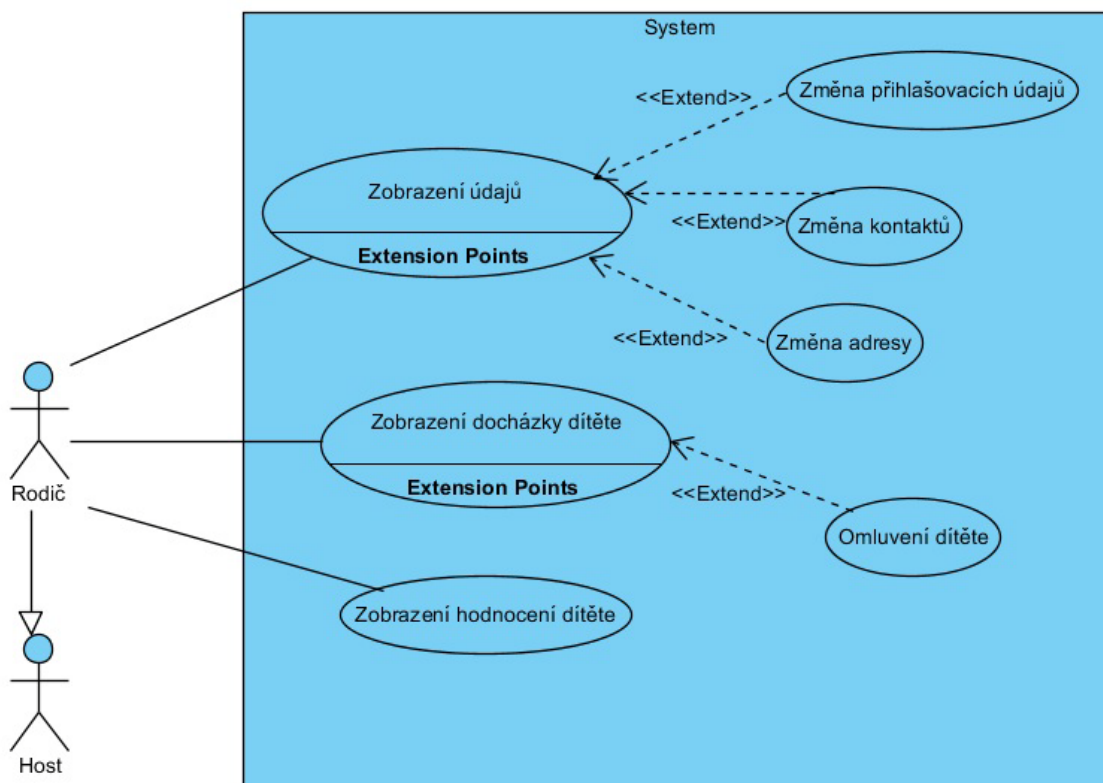 System
<<Extend>>
Změna přihlašovacích údajů
Zobrazení údajů
Extension Points
<<Extend>>
Změna kontaktů
<<Extend>>
Změna adresy
Rodič
Zobrazení docházky dítěte
Extension Points
<<Extend>>
Omluvení dítěte
Zobrazení hodnocení dítěte
Host